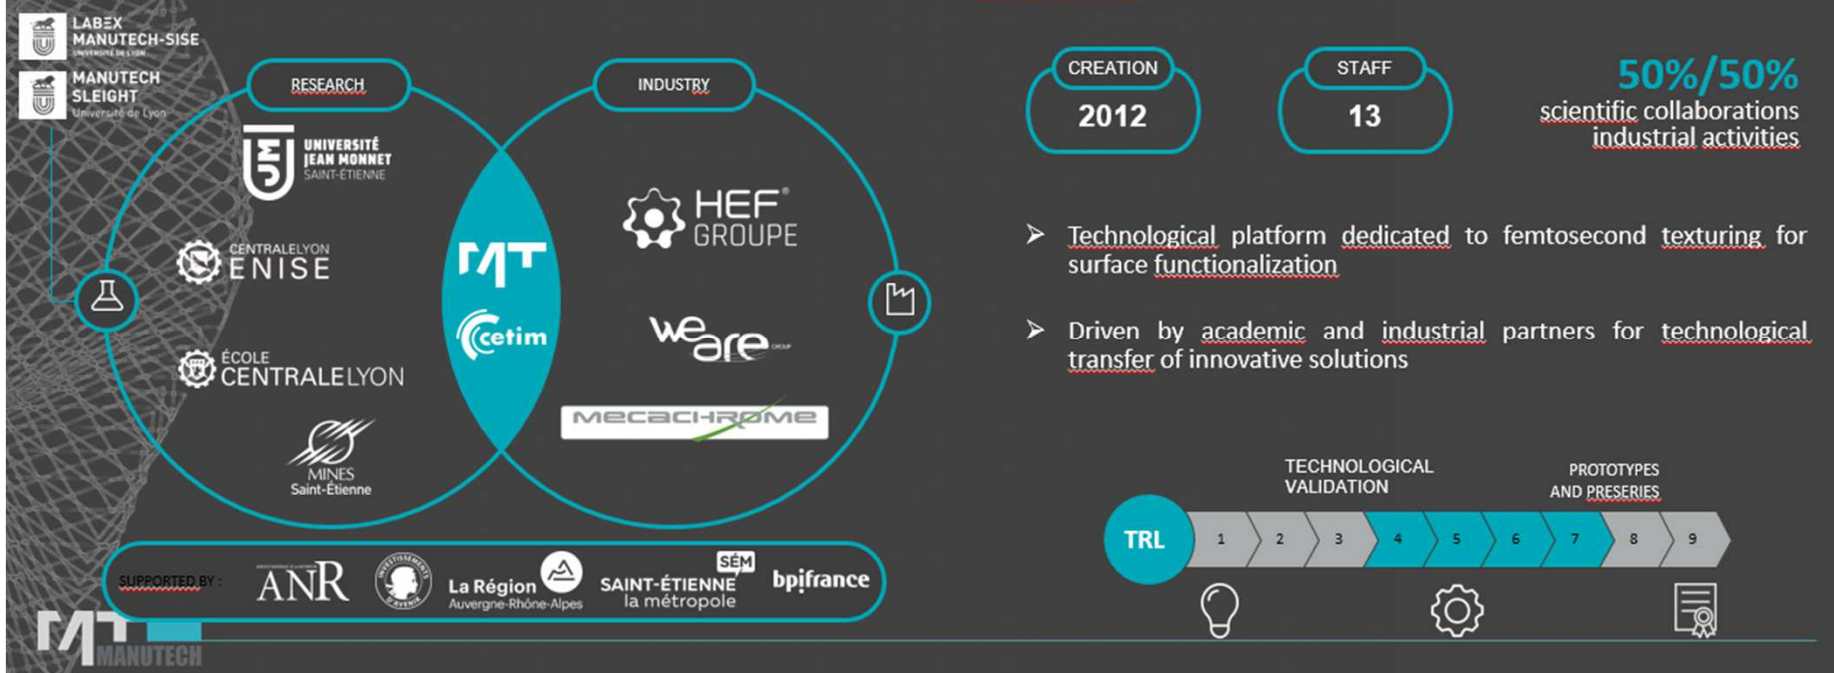 LABEX
MANUTECH-SISE
UNIVERSITÉ DE LYON
MANUTECH
SLEIGHT
Université de Lyon
RESEARCH
UNIVERSITÉ
JEAN MONNET
SAINT-ÉTIENNE
CENTRALELYON
ENISE
ÉCOLE
CENTRALELYON
MINES
Saint-Étienne
MT
cetim
INDUSTRY
HEF®
GROUPE
weare GROUP
MECACHROME
SUPPORTED BY :
ANR
INVESTISSEMENTS
D'AVENIR
La Région
Auvergne-Rhône-Alpes
SÉM
SAINT-ÉTIENNE
la métropole
bpifrance
MT
MANUTECH
CREATION
2012
STAFF
13
50%/50%
scientific collaborations
industrial activities
➢ Technological platform dedicated to femtosecond texturing for
surface functionalization
➢ Driven by academic and industrial partners for technological
transfer of innovative solutions
TECHNOLOGICAL
VALIDATION
PROTOTYPES
AND PRESERIES
TRL 1 2 3 4 5 6 7 8 9